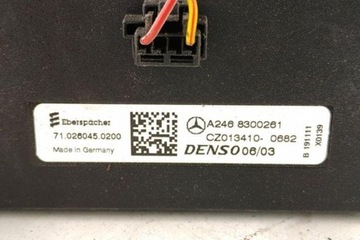 Eberspächer
71.026045.0200
Made in Germany
A246 8300261
CZ013410- 0682
DENSO 06/03
B 191111
X0139